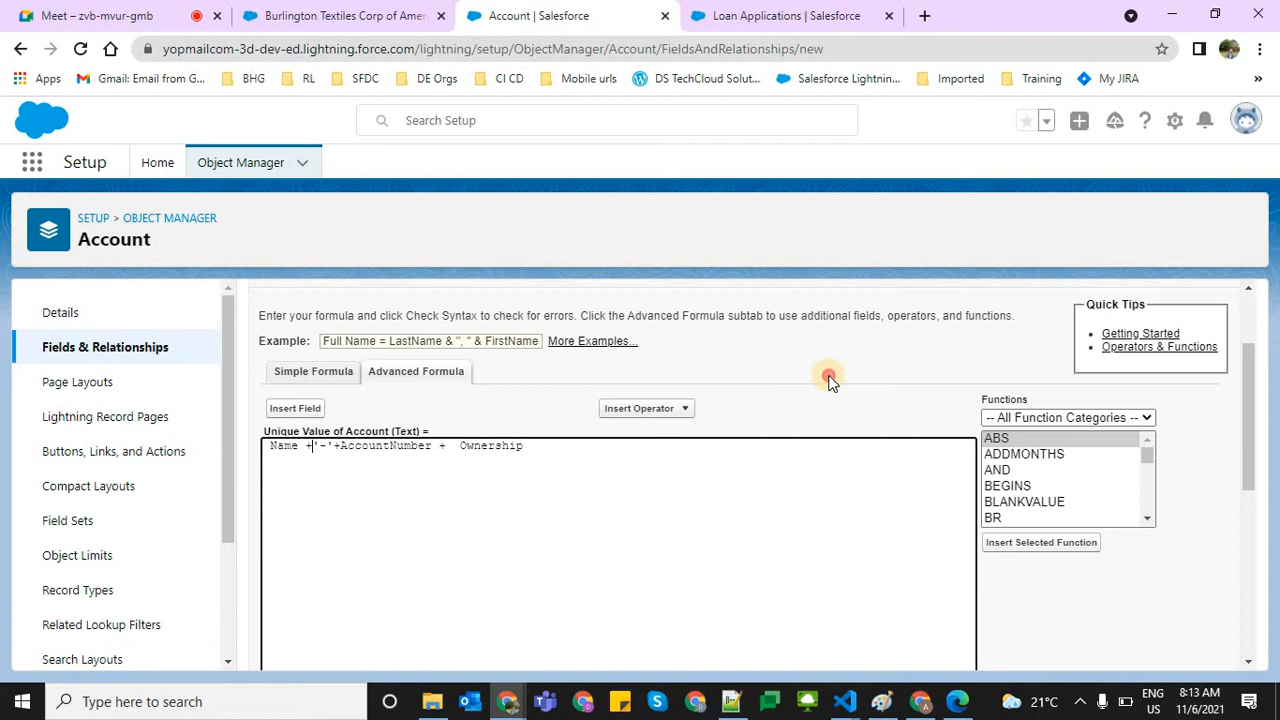 Meet – zvb-mvur-gmb
Burlington Textiles Corp of Amer
Account | Salesforce
Loan Applications | Salesforce
yopmailcom-3d-dev-ed.lightning.force.com/lightning/setup/ObjectManager/Account/FieldsAndRelationships/new
Apps
Gmail: Email from G...
BHG
RL
SFDC
DE Orgs
CI CD
Mobile urls
DS TechCloud Solut...
Salesforce Lightnin...
Imported
Training
My JIRA
Search Setup
Setup
Home
Object Manager
SETUP > OBJECT MANAGER
Account
Details
Fields & Relationships
Page Layouts
Lightning Record Pages
Buttons, Links, and Actions
Compact Layouts
Field Sets
Object Limits
Record Types
Related Lookup Filters
Search Layouts
Enter your formula and click Check Syntax to check for errors. Click the Advanced Formula subtab to use additional fields, operators, and functions.
Example: Full Name = LastName & ", " & FirstName More Examples...
Quick Tips
Getting Started
Operators & Functions
Simple Formula
Advanced Formula
Insert Field
Insert Operator
Unique Value of Account (Text) =
Name +'-'+AccountNumber +  Ownership
Functions
-- All Function Categories --
ABS
ADDMONTHS
AND
BEGINS
BLANKVALUE
BR
Insert Selected Function
Type here to search
21°C
ENG
US
8:13 AM
11/6/2021